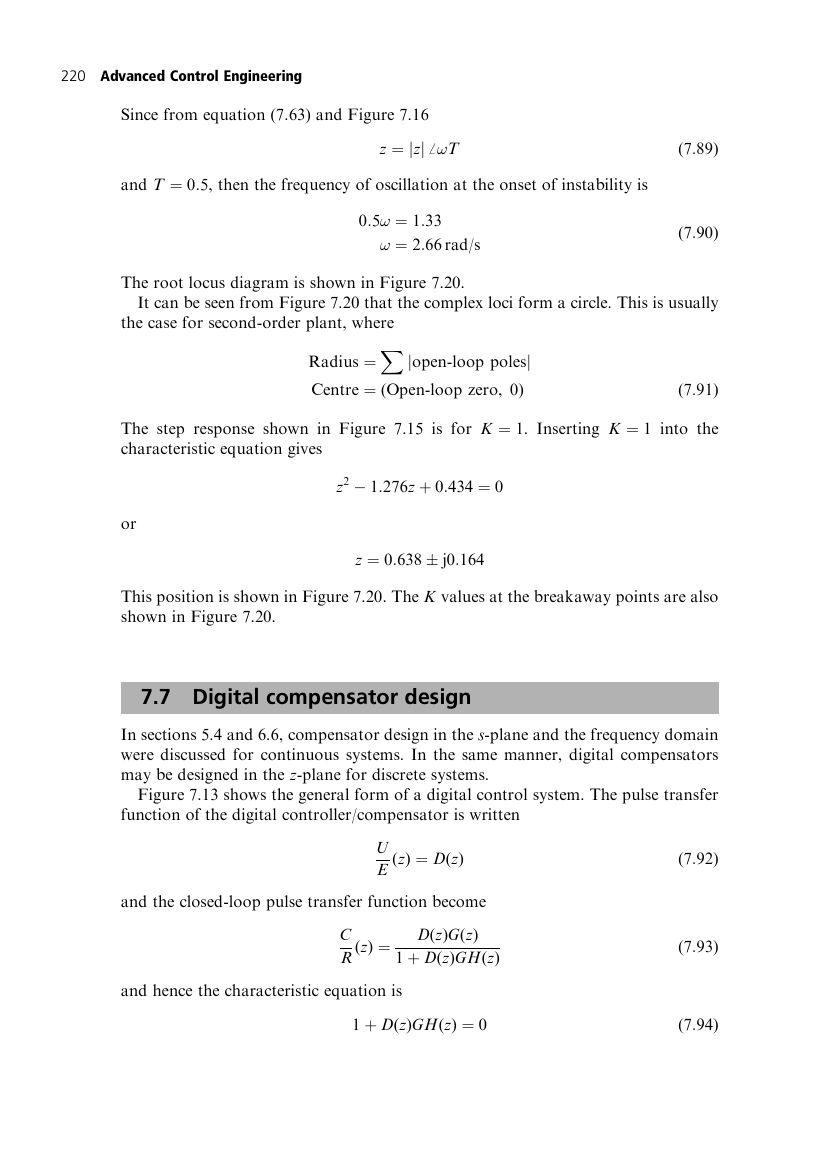 220 Advanced Control Engineering
Since from equation (7.63) and Figure 7.16
z = |z| ∠ωT (7.89)
and T = 0.5, then the frequency of oscillation at the onset of instability is
0.5ω = 1.33
ω = 2.66 rad/s (7.90)
The root locus diagram is shown in Figure 7.20.
It can be seen from Figure 7.20 that the complex loci form a circle. This is usually
the case for second-order plant, where
Radius = ∑ |open-loop poles|
Centre = (Open-loop zero, 0) (7.91)
The step response shown in Figure 7.15 is for K = 1. Inserting K = 1 into the
characteristic equation gives
z² − 1.276z + 0.434 = 0
or
z = 0.638 ± j0.164
This position is shown in Figure 7.20. The K values at the breakaway points are also
shown in Figure 7.20.
7.7 Digital compensator design
In sections 5.4 and 6.6, compensator design in the s-plane and the frequency domain
were discussed for continuous systems. In the same manner, digital compensators
may be designed in the z-plane for discrete systems.
Figure 7.13 shows the general form of a digital control system. The pulse transfer
function of the digital controller/compensator is written
U/E (z) = D(z) (7.92)
and the closed-loop pulse transfer function become
C/R (z) = D(z)G(z) / 1 + D(z)GH(z) (7.93)
and hence the characteristic equation is
1 + D(z)GH(z) = 0 (7.94)